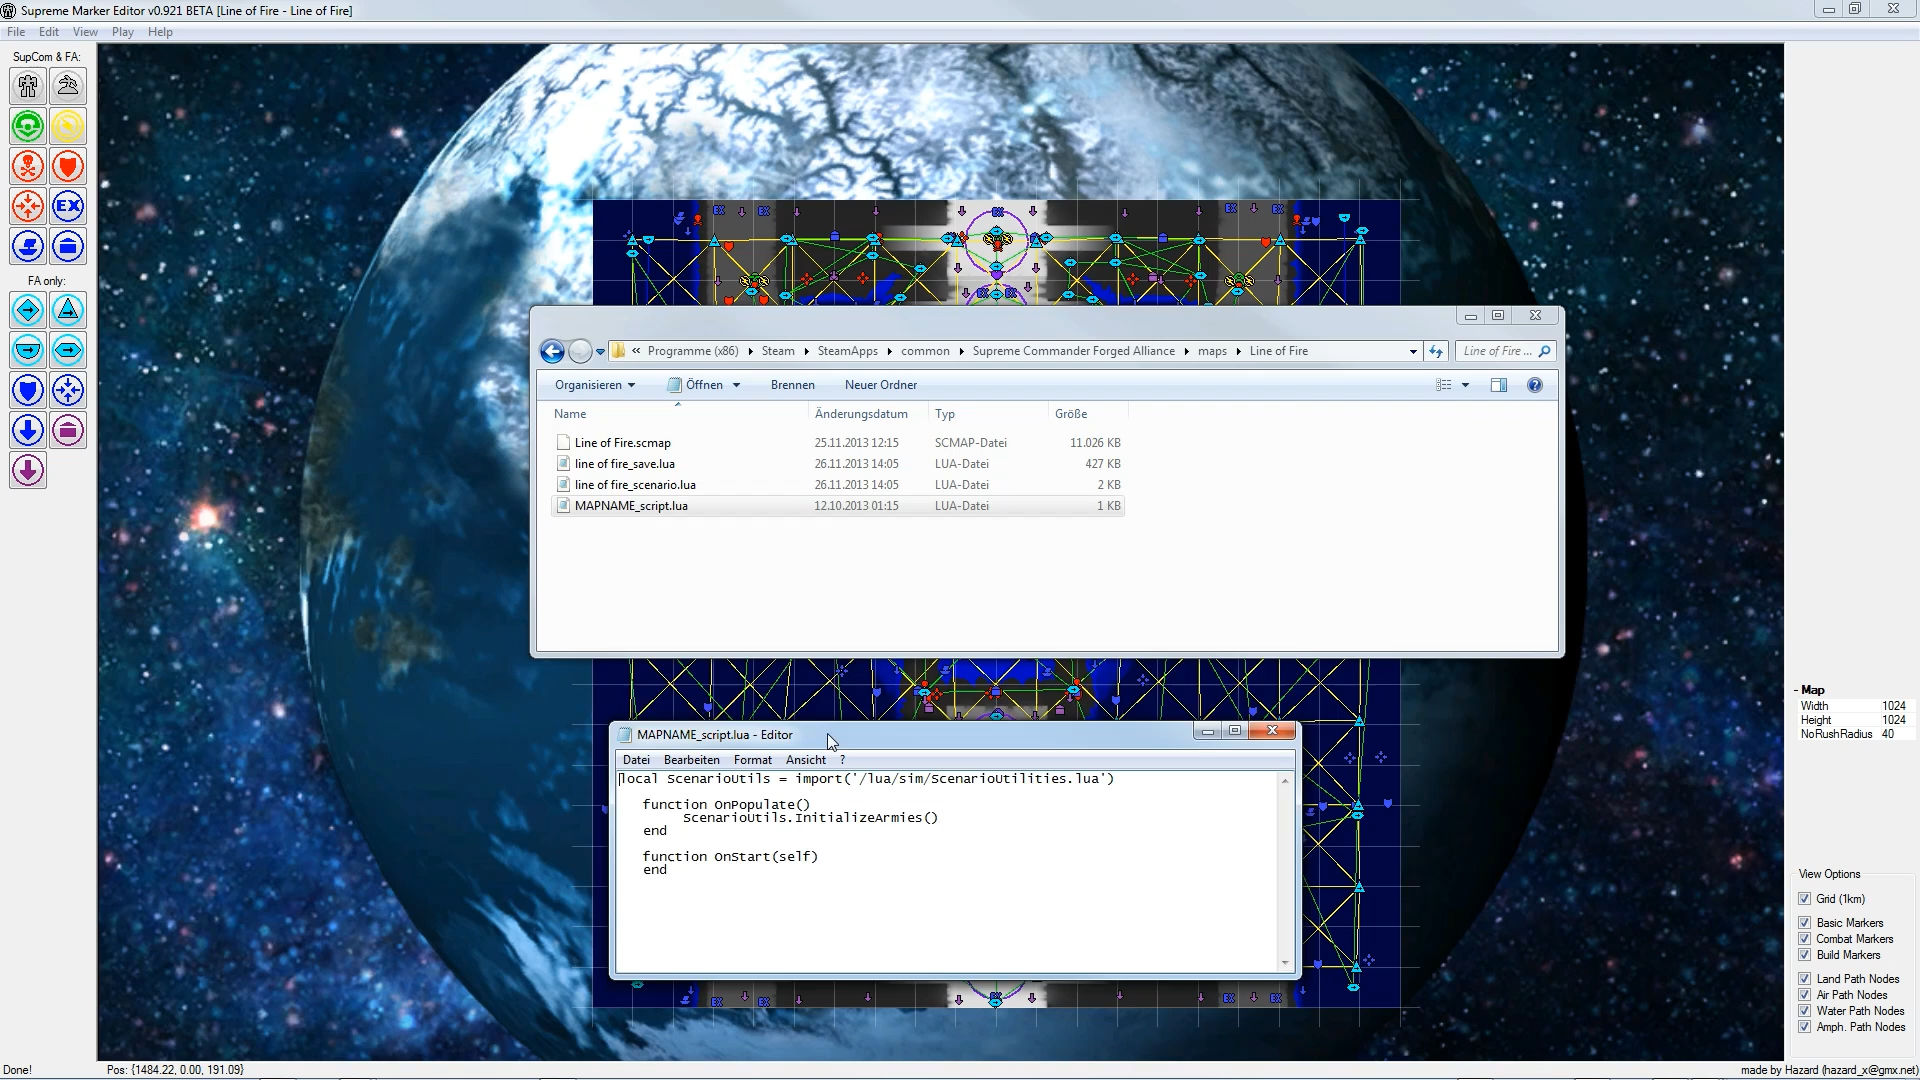 Supreme Marker Editor v0.921 BETA [Line of Fire - Line of Fire]
File Edit View Play Help
SupCom & FA:
EX
FA only:
« Programme (x86) Steam SteamApps common Supreme Commander Forged Alliance maps Line of Fire
Line of Fire ...
Organisieren Öffnen Brennen Neuer Ordner
Name Änderungsdatum Typ Größe
Line of Fire.scmap 25.11.2013 12:15 SCMAP-Datei 11.026 KB
line of fire_save.lua 26.11.2013 14:05 LUA-Datei 427 KB
line of fire_scenario.lua 26.11.2013 14:05 LUA-Datei 2 KB
MAPNAME_script.lua 12.10.2013 01:15 LUA-Datei 1 KB
MAPNAME_script.lua - Editor
Datei Bearbeiten Format Ansicht ?
local ScenarioUtils = import('/lua/sim/ScenarioUtilities.lua')
function OnPopulate()
ScenarioUtils.InitializeArmies()
end
function OnStart(self)
end
- Map
Width 1024
Height 1024
NoRushRadius 40
View Options
Grid (1km)
Basic Markers
Combat Markers
Build Markers
Land Path Nodes
Air Path Nodes
Water Path Nodes
Amph. Path Nodes
Done!
Pos: {1484.22, 0.00, 191.09}
made by Hazard (hazard_x@gmx.net)